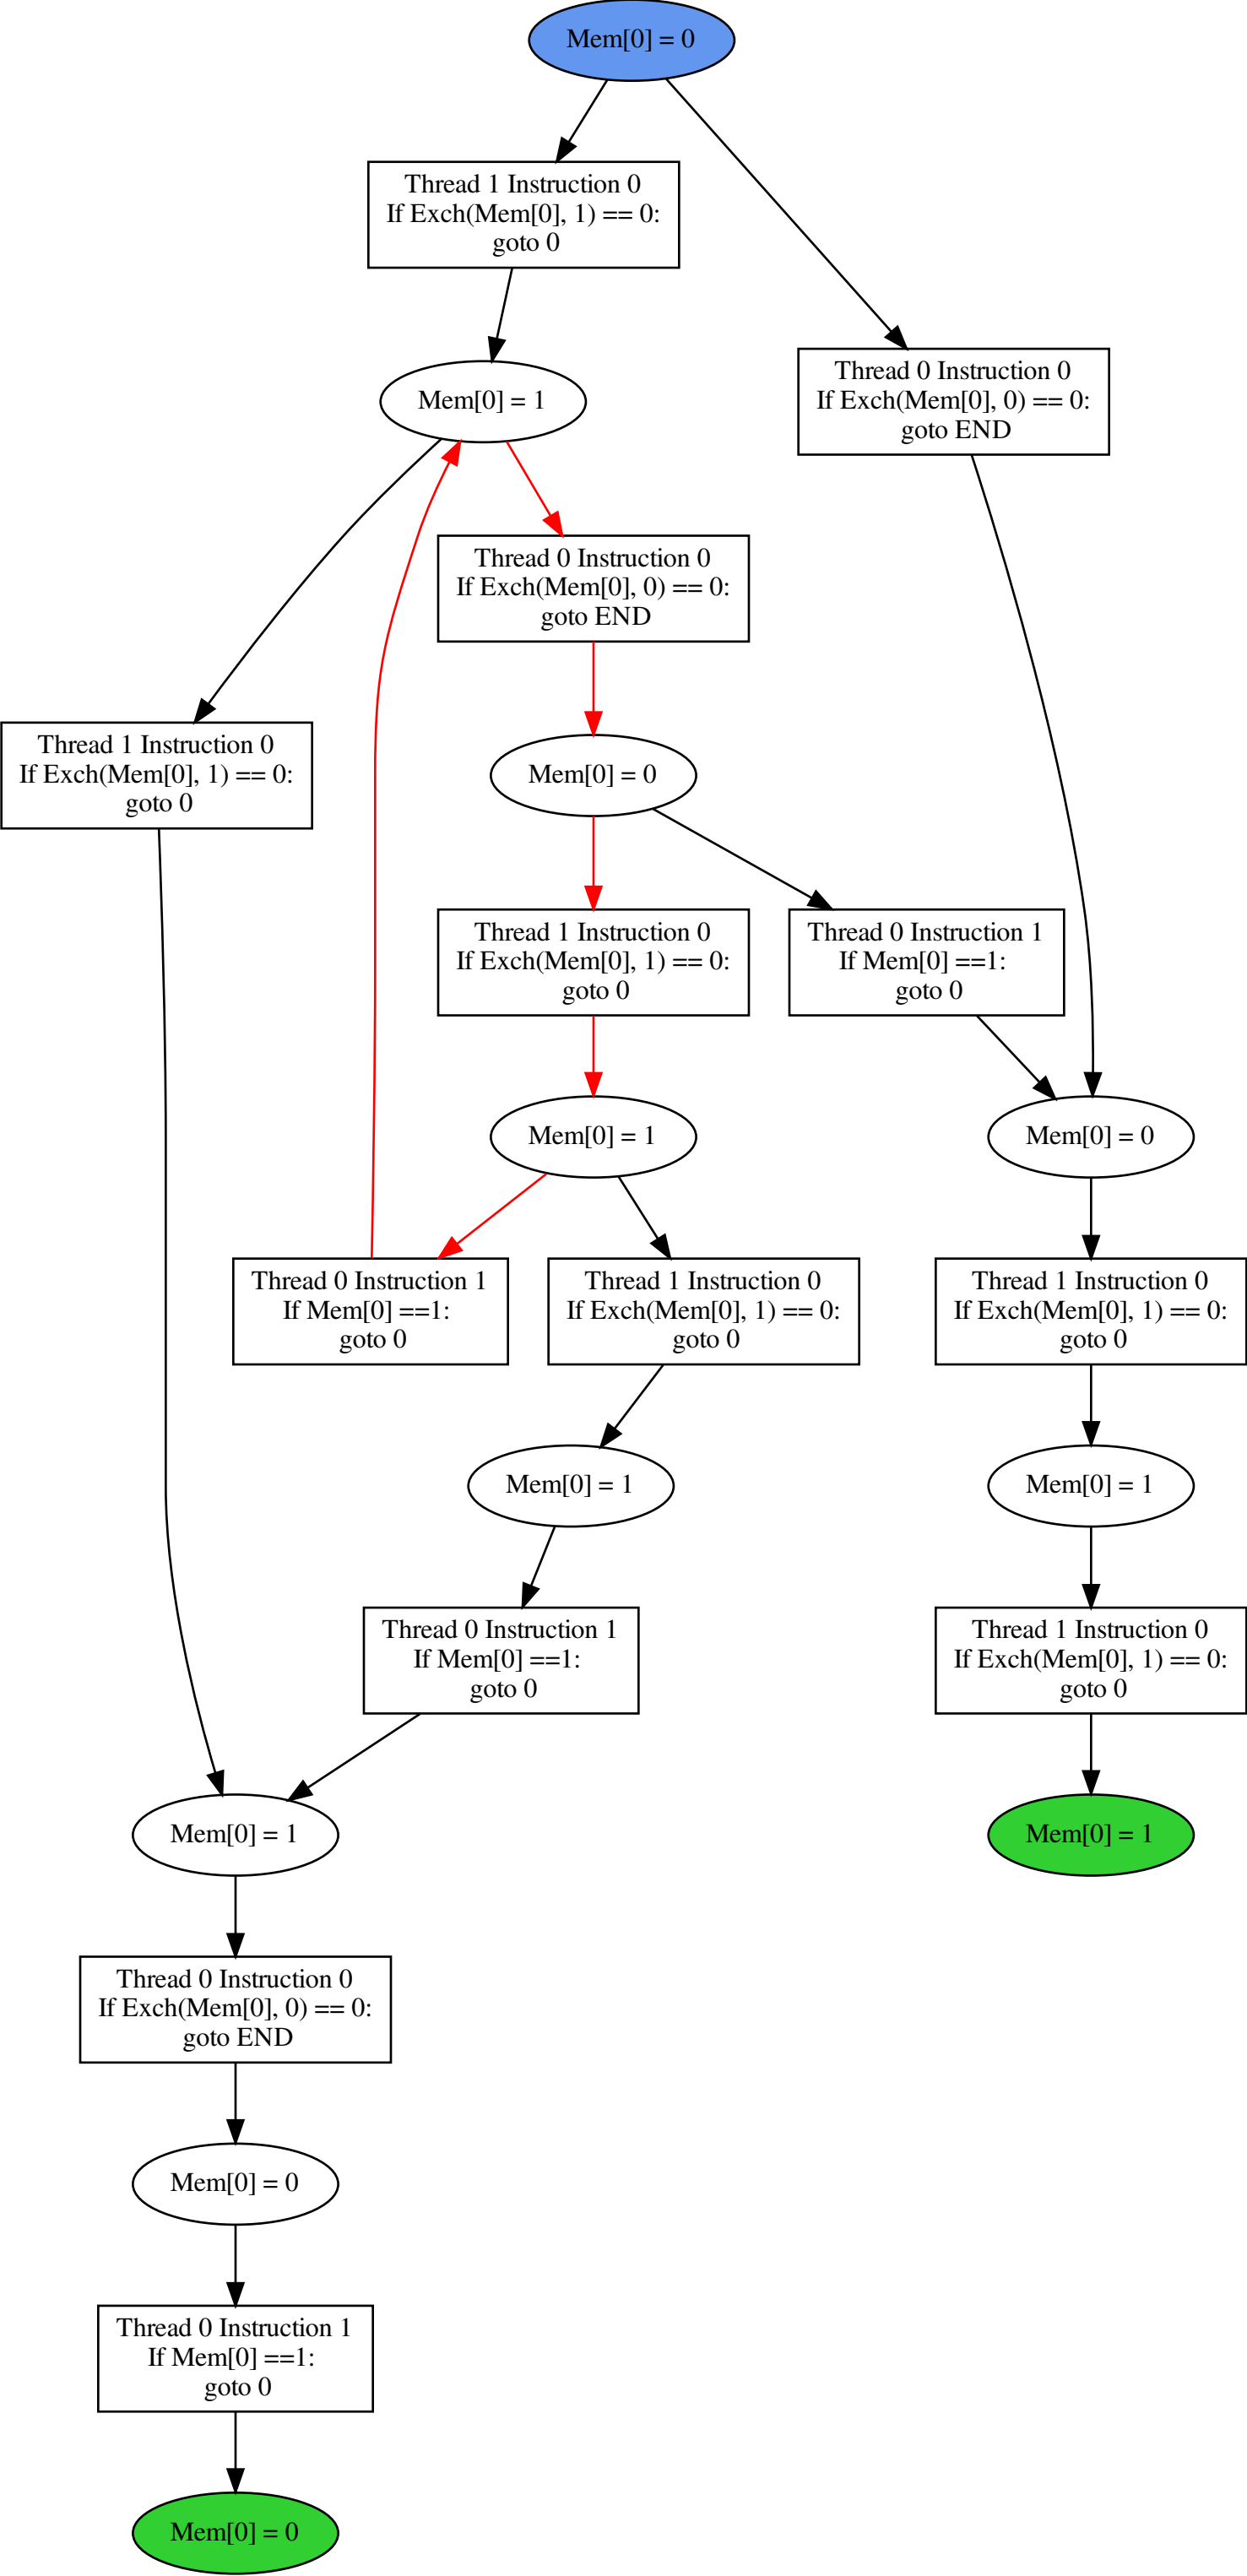 Mem[0] = 0
Thread 1 Instruction 0
If Exch(Mem[0], 1) == 0:
goto 0
Thread 0 Instruction 0
If Exch(Mem[0], 0) == 0:
goto END
Mem[0] = 1
Thread 0 Instruction 0
If Exch(Mem[0], 0) == 0:
goto END
Thread 1 Instruction 0
If Exch(Mem[0], 1) == 0:
goto 0
Mem[0] = 0
Thread 1 Instruction 0
If Exch(Mem[0], 1) == 0:
goto 0
Thread 0 Instruction 1
If Mem[0] ==1:
goto 0
Mem[0] = 1
Mem[0] = 0
Thread 0 Instruction 1
If Mem[0] ==1:
goto 0
Thread 1 Instruction 0
If Exch(Mem[0], 1) == 0:
goto 0
Thread 1 Instruction 0
If Exch(Mem[0], 1) == 0:
goto 0
Mem[0] = 1
Mem[0] = 1
Thread 0 Instruction 1
If Mem[0] ==1:
goto 0
Thread 1 Instruction 0
If Exch(Mem[0], 1) == 0:
goto 0
Mem[0] = 1
Mem[0] = 1
Thread 0 Instruction 0
If Exch(Mem[0], 0) == 0:
goto END
Mem[0] = 0
Thread 0 Instruction 1
If Mem[0] ==1:
goto 0
Mem[0] = 0